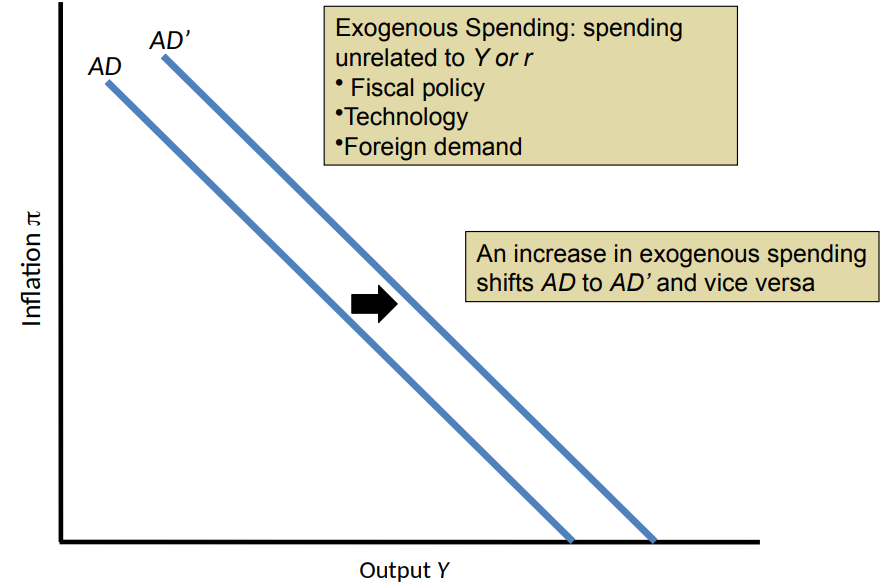 AD
AD’
Exogenous Spending: spending
unrelated to Y or r
• Fiscal policy
•Technology
•Foreign demand
An increase in exogenous spending
shifts AD to AD’ and vice versa
Inflation π
Output Y